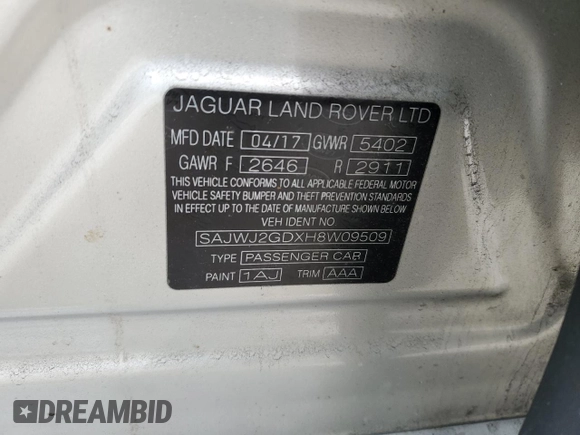 JAGUAR LAND ROVER LTD
MFD DATE 04/17 GVWR 5402
GAWR F 2646 R 2911
THIS VEHICLE CONFORMS TO ALL APPLICABLE FEDERAL MOTOR
VEHICLE SAFETY BUMPER AND THEFT PREVENTION STANDARDS
IN EFFECT UP TO THE DATE OF MANUFACTURE SHOWN ABOVE
VEH IDENT NO
SAJWJ2GDXH8W09509
TYPE PASSENGER CAR
PAINT 1AJ TRIM AAA
DREAMBID